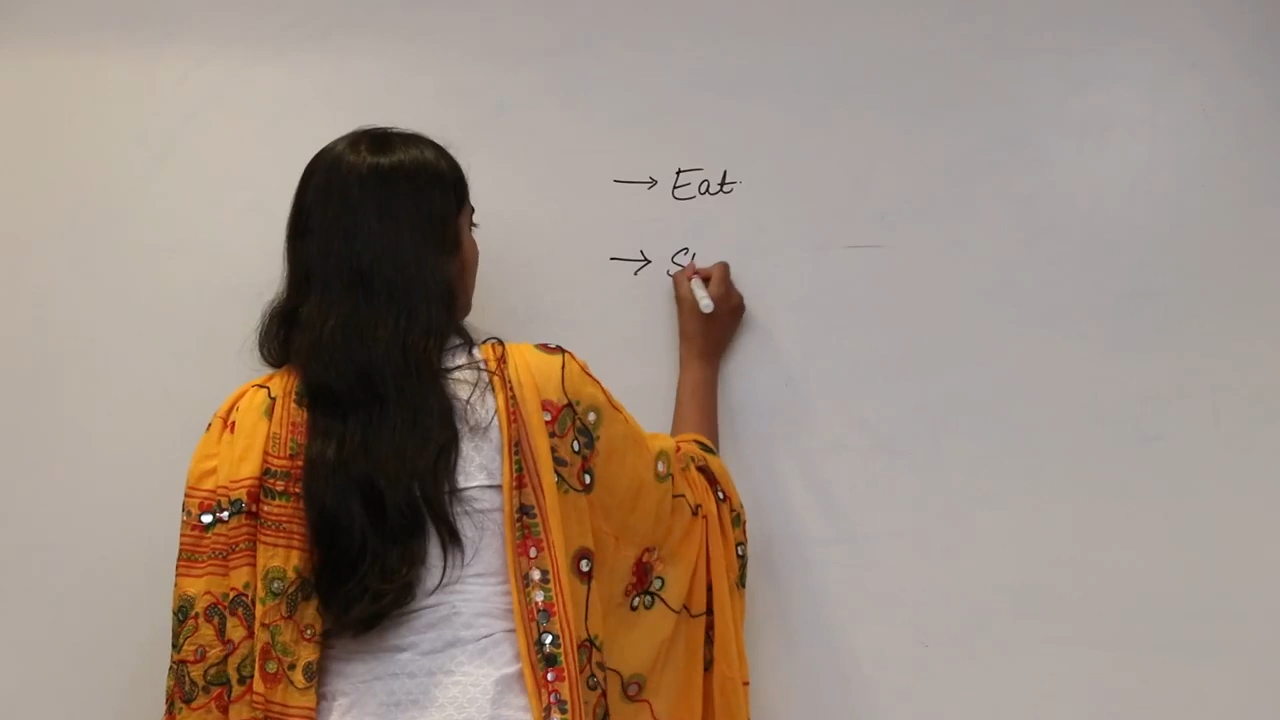 → Eat.
→ S